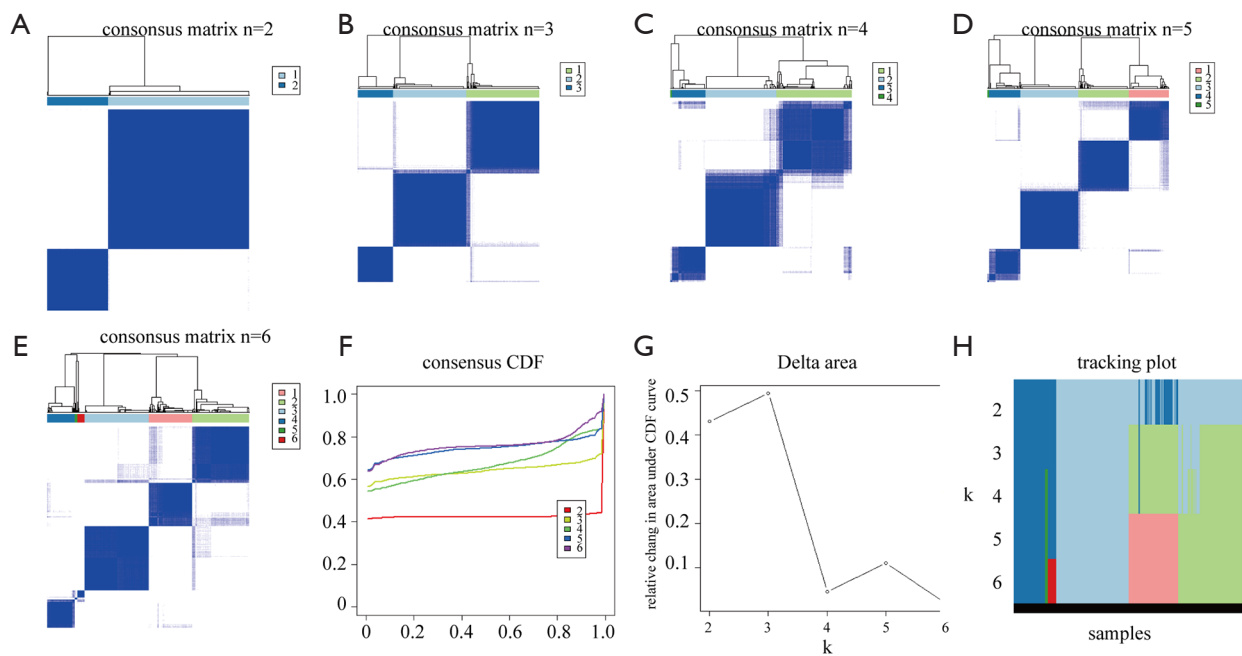 A
consonsus matrix n=2
1
2
B
consonsus matrix n=3
1
2
3
C
consonsus matrix n=4
1
2
3
4
D
consonsus matrix n=5
1
2
3
4
5
E
consonsus matrix n=6
1
2
3
4
5
6
F
consensus CDF
1.0
0.8
0.6
0.4
0.2
0
0
0.2
0.4
0.6
0.8
1.0
2
3
4
5
6
G
Delta area
relative chang in area under CDF curve
0.5
0.4
0.3
0.2
0.1
2
3
4
5
6
k
H
tracking plot
k
2
3
4
5
6
samples